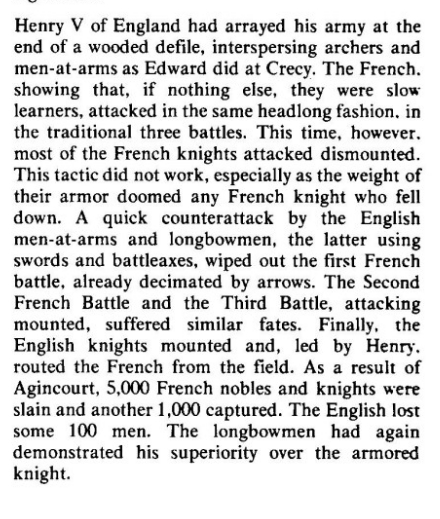 Henry V of England had arrayed his army at the
end of a wooded defile, interspersing archers and
men-at-arms as Edward did at Crecy. The French.
showing that, if nothing else, they were slow
learners, attacked in the same headlong fashion. in
the traditional three battles. This time, however.
most of the French knights attacked dismounted.
This tactic did not work, especially as the weight of
their armor doomed any French knight who fell
down. A quick counterattack by the English
men-at-arms and longbowmen, the latter using
swords and battleaxes, wiped out the first French
battle, already decimated by arrows. The Second
French Battle and the Third Battle, attacking
mounted, suffered similar fates. Finally, the
English knights mounted and, led by Henry.
routed the French from the field. As a result of
Agincourt, 5,000 French nobles and knights were
slain and another 1,000 captured. The English lost
some 100 men. The longbowmen had again
demonstrated his superiority over the armored
knight.